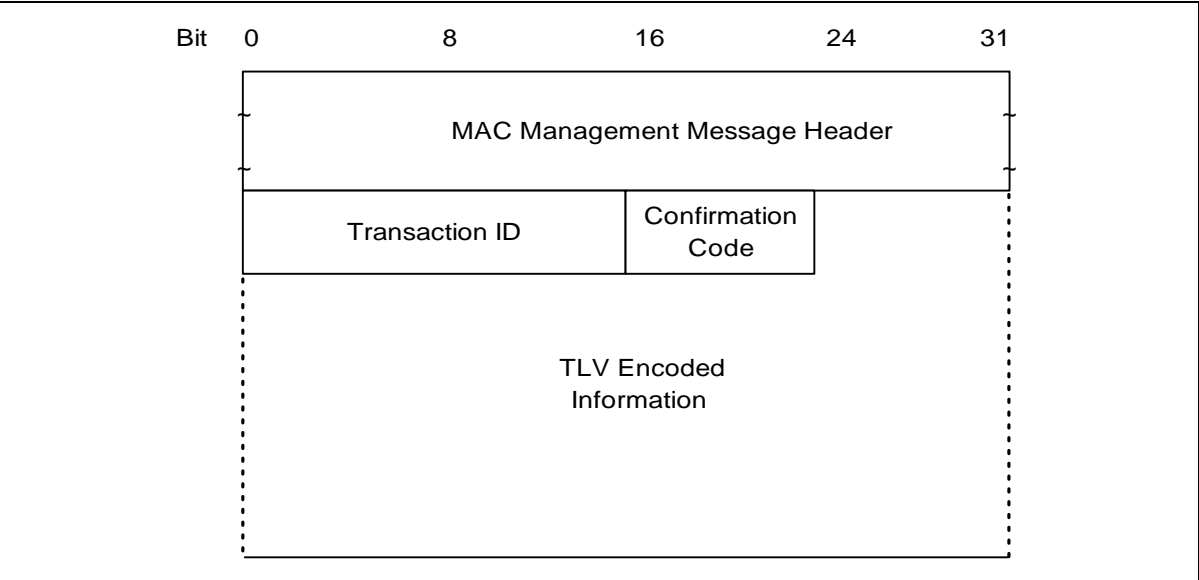 Bit 0 8 16 24 31
MAC Management Message Header
Transaction ID
Confirmation
Code
TLV Encoded
Information